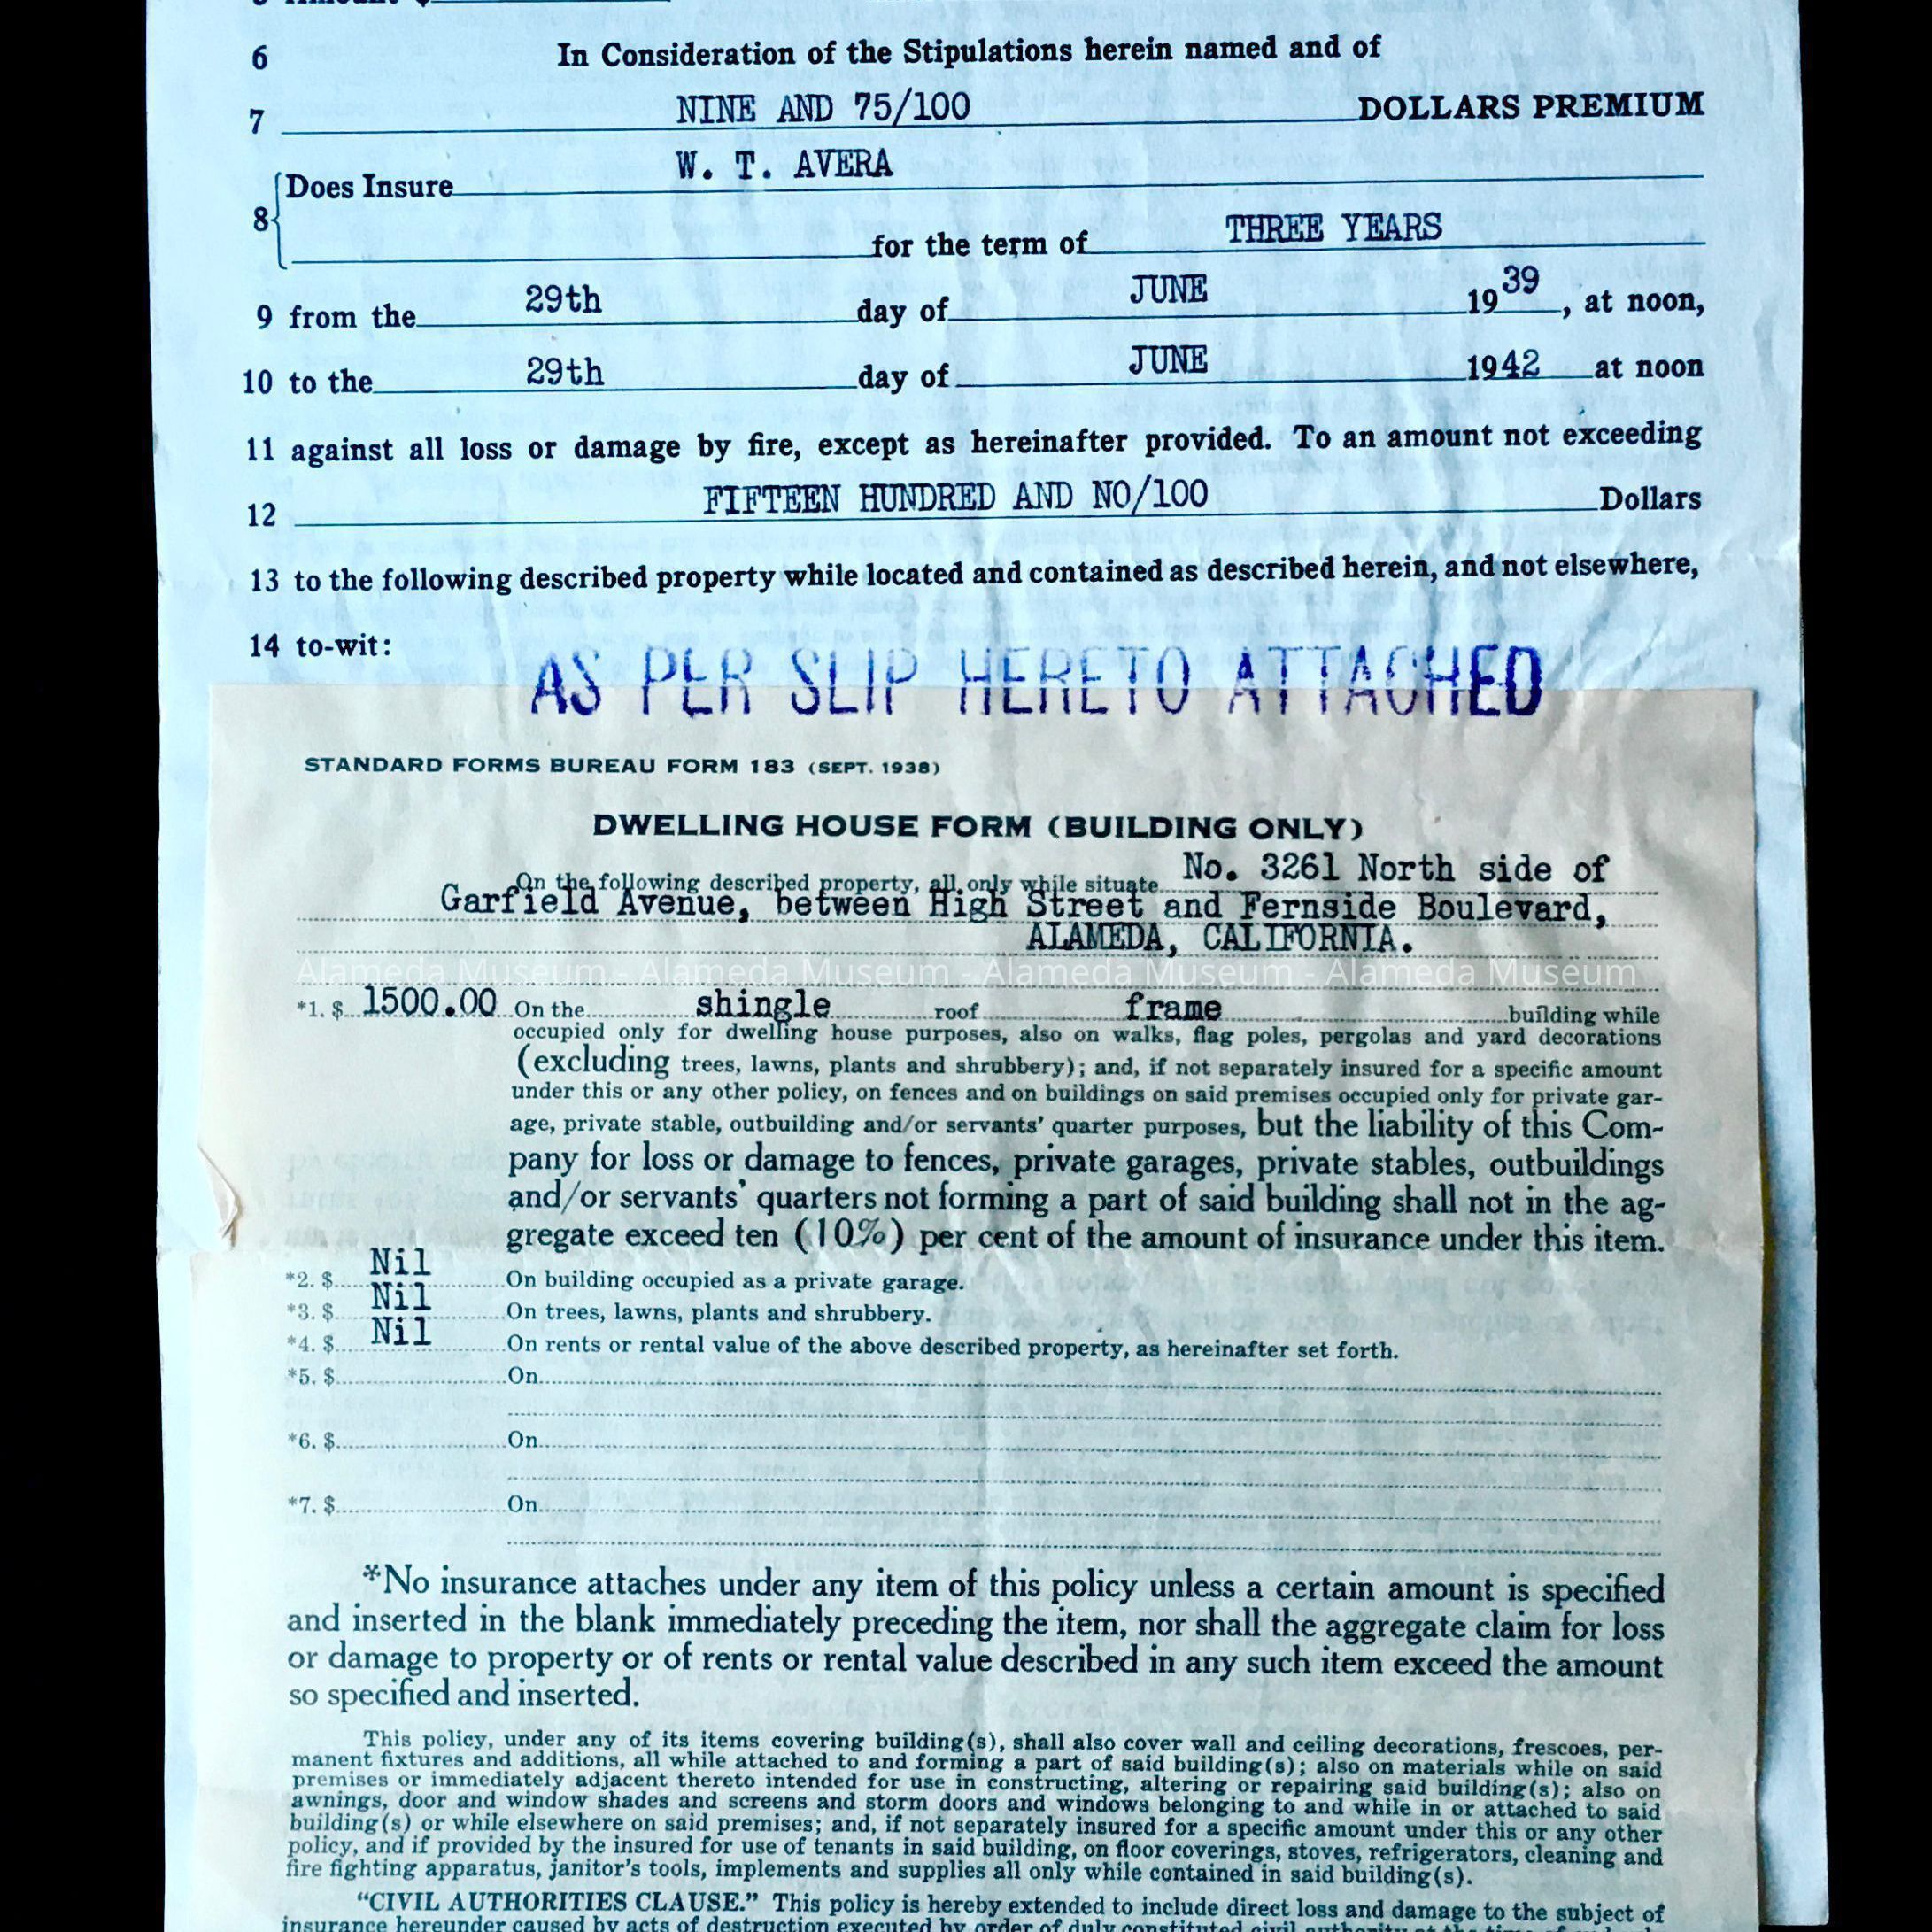 6 In Consideration of the Stipulations herein named and of
7 NINE AND 75/100 DOLLARS PREMIUM
8 Does Insure W. T. AVERA
for the term of THREE YEARS
9 from the 29th day of JUNE 1939, at noon,
10 to the 29th day of JUNE 1942 at noon
11 against all loss or damage by fire, except as hereinafter provided. To an amount not exceeding
12 FIFTEEN HUNDRED AND NO/100 Dollars
13 to the following described property while located and contained as described herein, and not elsewhere,
14 to-wit:
AS PER SLIP HERETO ATTACHED
STANDARD FORMS BUREAU FORM 183 (SEPT. 1938)
DWELLING HOUSE FORM (BUILDING ONLY)
On the following described property, all only while situate No. 3261 North side of
Garfield Avenue, between High Street and Fernside Boulevard,
ALAMEDA, CALIFORNIA.
Alameda Museum - Alameda Museum - Alameda Museum - Alameda Museum
*1. $ 1500.00 On the shingle roof frame building while
occupied only for dwelling house purposes, also on walks, flag poles, pergolas and yard decorations
(excluding trees, lawns, plants and shrubbery); and, if not separately insured for a specific amount
under this or any other policy, on fences and on buildings on said premises occupied only for private gar-
age, private stable, outbuilding and/or servants' quarter purposes, but the liability of this Com-
pany for loss or damage to fences, private garages, private stables, outbuildings
and/or servants' quarters not forming a part of said building shall not in the ag-
gregate exceed ten (10%) per cent of the amount of insurance under this item.
*2. $ Nil On building occupied as a private garage.
*3. $ Nil On trees, lawns, plants and shrubbery.
*4. $ Nil On rents or rental value of the above described property, as hereinafter set forth.
*5. $ On
*6. $ On
*7. $ On
*No insurance attaches under any item of this policy unless a certain amount is specified
and inserted in the blank immediately preceding the item, nor shall the aggregate claim for loss
or damage to property or of rents or rental value described in any such item exceed the amount
so specified and inserted.
This policy, under any of its items covering building(s), shall also cover wall and ceiling decorations, frescoes, per-
manent fixtures and additions, all while attached to and forming a part of said building(s); also on materials while on said
premises or immediately adjacent thereto intended for use in constructing, altering or repairing said building(s); also on
awnings, door and window shades and screens and storm doors and windows belonging to and while in or attached to said
building(s) or while elsewhere on said premises; and, if not separately insured for a specific amount under this or any other
policy, and if provided by the insured for use of tenants in said building, on floor coverings, stoves, refrigerators, cleaning and
fire fighting apparatus, janitor's tools, implements and supplies all only while contained in said building(s).
"CIVIL AUTHORITIES CLAUSE." This policy is hereby extended to include direct loss and damage to the subject of
insurance hereunder caused by acts of destruction executed by order of duly constituted civil authority at the time of